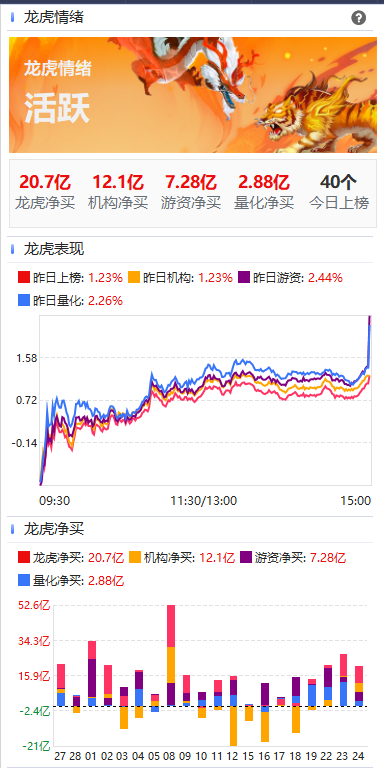 龙虎情绪
?
龙虎情绪
活跃
20.7亿 12.1亿 7.28亿 2.88亿 40个
龙虎净买 机构净买 游资净买 量化净买 今日上榜
龙虎表现
昨日上榜: 1.23% 昨日机构: 1.23% 昨日游资: 2.44%
昨日量化: 2.26%
1.58
0.72
-0.14
09:30 11:30/13:00 15:00
龙虎净买
龙虎净买: 20.7亿 机构净买: 12.1亿 游资净买: 7.28亿
量化净买: 2.88亿
52.6亿
34.3亿
15.9亿
-2.4亿
-21亿
27 28 01 02 03 04 05 08 09 10 11 12 15 16 17 18 19 22 23 24